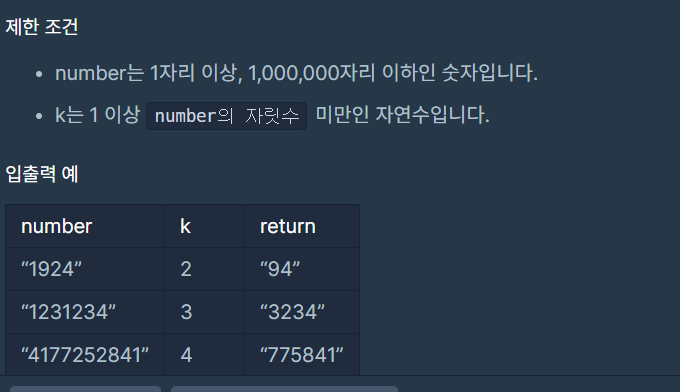 제한 조건
• number는 1자리 이상, 1,000,000자리 이하인 숫자입니다.
• k는 1 이상 number의 자릿수 미만인 자연수입니다.
입출력 예
number k return
“1924” 2 “94”
“1231234” 3 “3234”
“4177252841” 4 “775841”